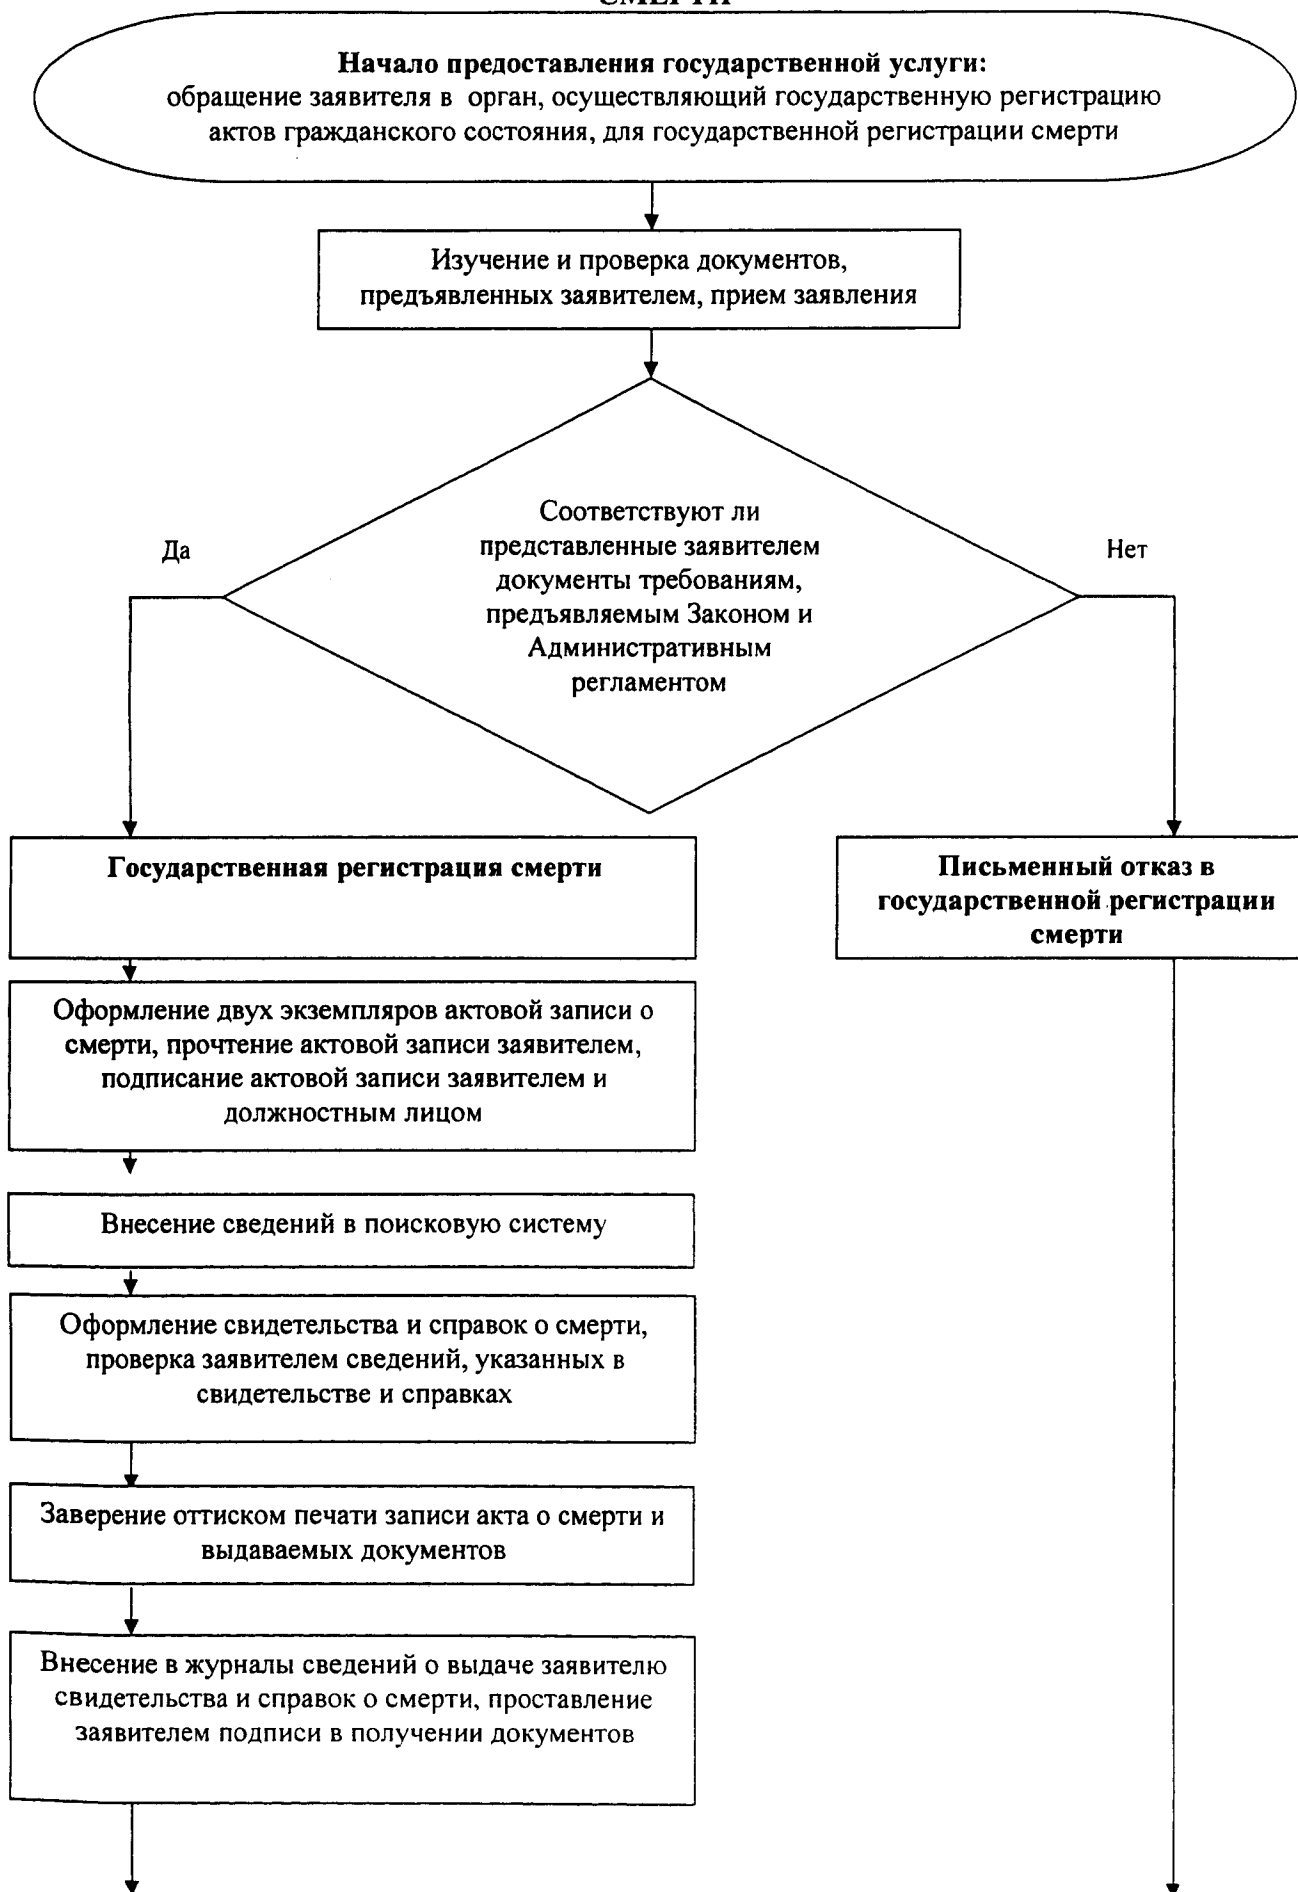 Начало предоставления государственной услуги:
обращение заявителя в орган, осуществляющий государственную регистрацию
актов гражданского состояния, для государственной регистрации смерти
Изучение и проверка документов,
предъявленных заявителем, прием заявления
Соответствуют ли
представленные заявителем
документы требованиям,
предъявляемым Законом и
Административным
регламентом
Да
Нет
Государственная регистрация смерти
Письменный отказ в
государственной регистрации
смерти
Оформление двух экземпляров актовой записи о
смерти, прочтение актовой записи заявителем,
подписание актовой записи заявителем и
должностным лицом
Внесение сведений в поисковую систему
Оформление свидетельства и справок о смерти,
проверка заявителем сведений, указанных в
свидетельстве и справках
Заверение оттиском печати записи акта о смерти и
выдаваемых документов
Внесение в журналы сведений о выдаче заявителю
свидетельства и справок о смерти, проставление
заявителем подписи в получении документов